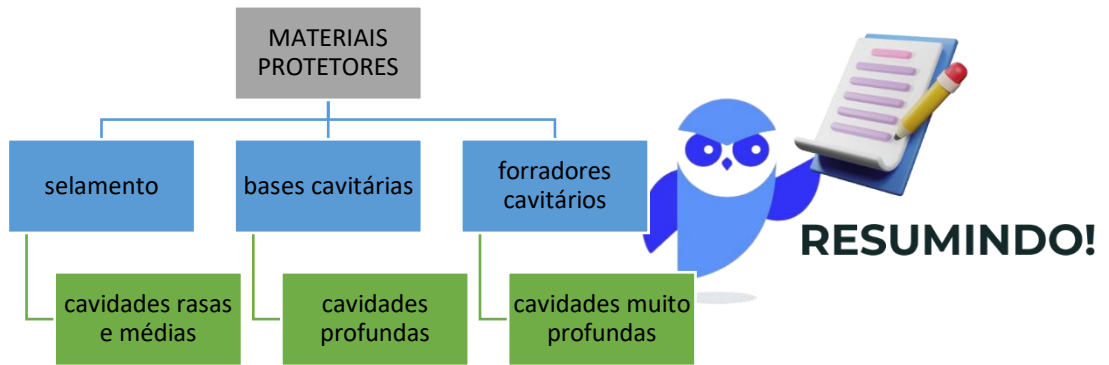 MATERIAIS
PROTETORES
selamento
bases cavitárias
forradores
cavitários
cavidades rasas
e médias
cavidades
profundas
cavidades muito
profundas
RESUMINDO!